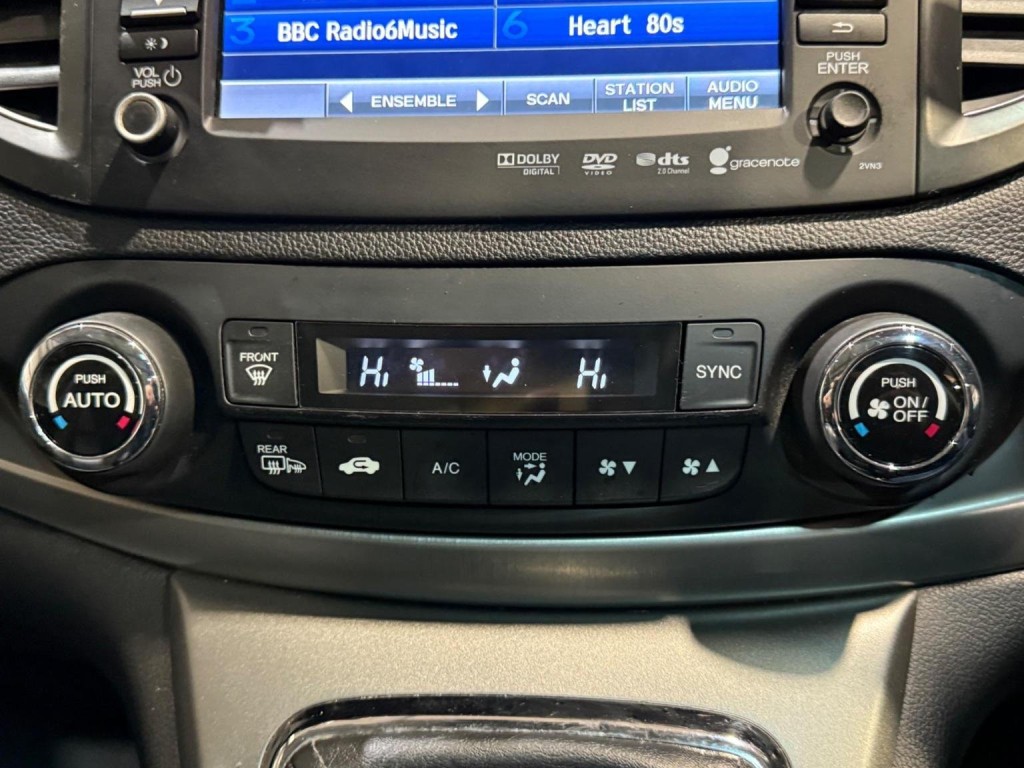 3 BBC Radio6Music
6 Heart 80s
ENSEMBLE
SCAN
STATION
LIST
AUDIO
MENU
VOL
PUSH
PUSH
ENTER
DOLBY
DIGITAL
DVD
VIDEO
dts
2.0 Channel
gracenote
2VN3
PUSH
AUTO
FRONT
Hi
Hi
SYNC
PUSH
ON/
OFF
REAR
A/C
MODE